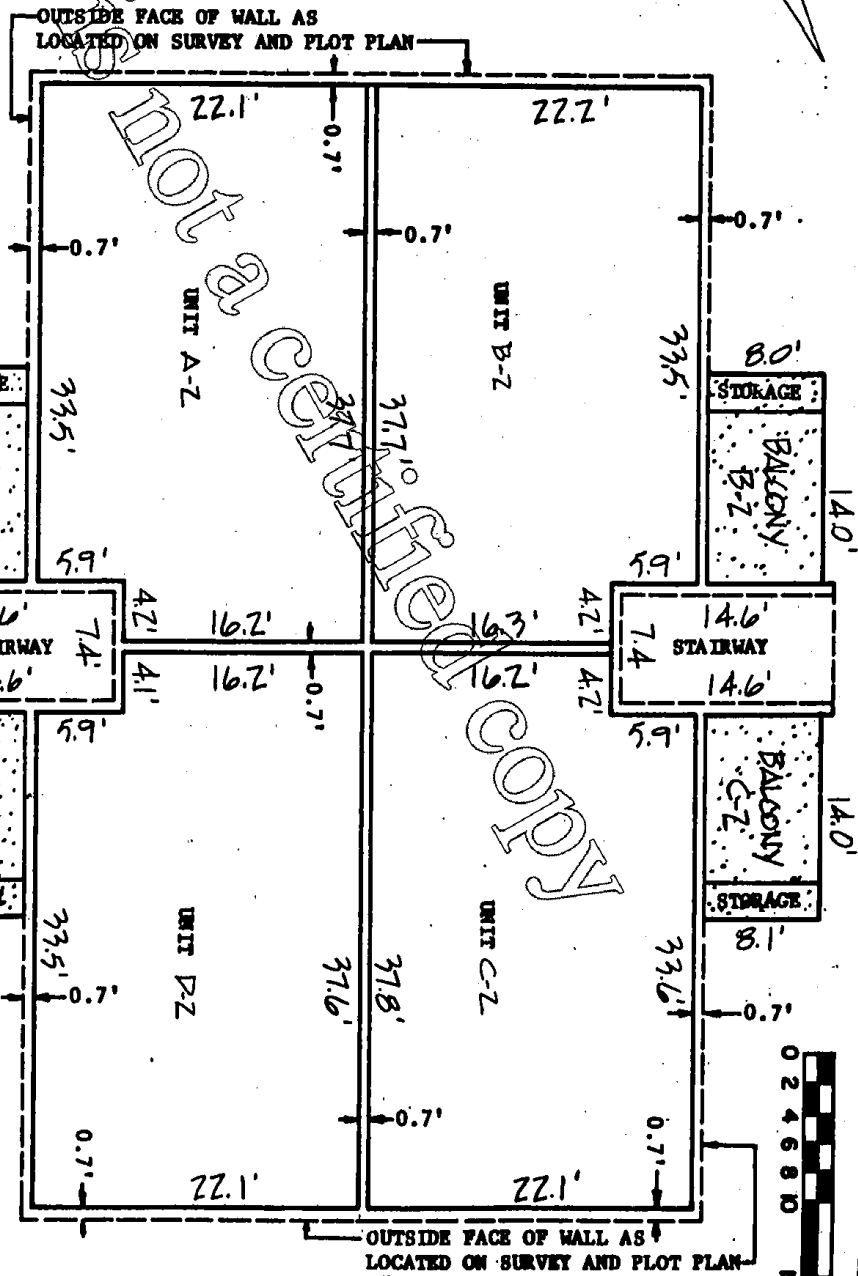 OUTSIDE FACE OF WALL AS
LOCATED ON SURVEY AND PLOT PLAN
not a certified copy
22.1'
22.2'
0.7'
0.7'
0.7'
0.7'
UNIT A-2
UNIT B-2
33.5'
37.7'
37.7'
33.5'
8.0'
STORAGE
BALCONY
B-2
14.0'
5.9'
4.2'
16.2'
16.3'
4.2'
5.9'
7.4'
7.4
14.6'
STAIRWAY
14.6'
4.1'
16.2'
0.7'
16.2'
4.2'
5.9'
5.9'
BALCONY
C-2
14.0'
STORAGE
8.1'
33.5'
UNIT D-2
37.6'
37.8'
UNIT C-2
33.6'
0.7'
0.7'
0.7'
0.7'
0.7'
22.1'
22.1'
0 2 4 6 8 10
OUTSIDE FACE OF WALL AS
LOCATED ON SURVEY AND PLOT PLAN